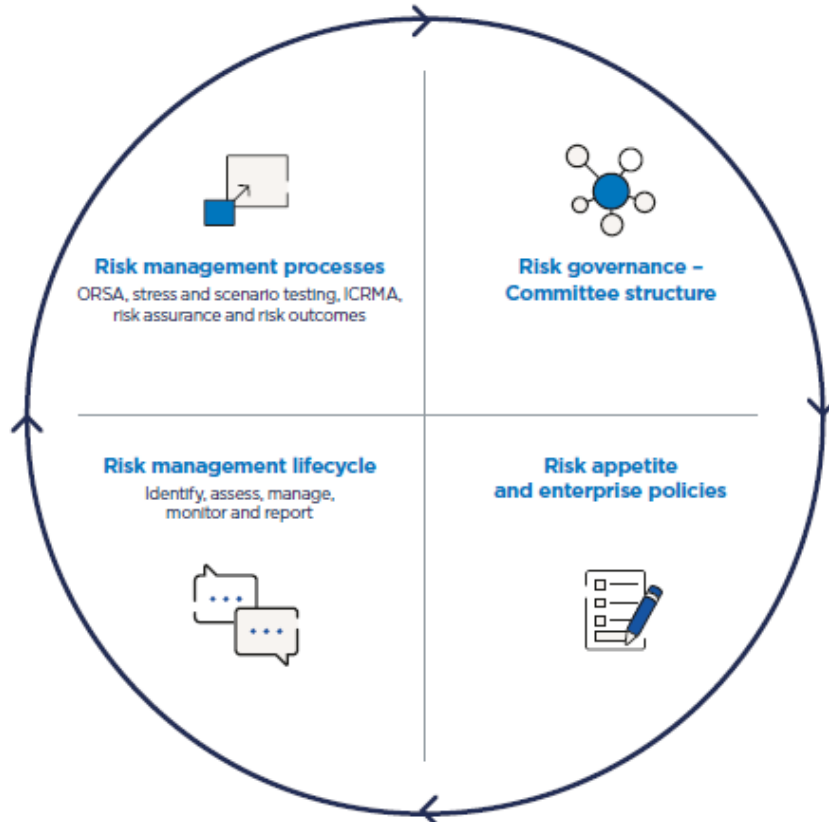 Risk management processes
ORSA, stress and scenario testing, ICRMA,
risk assurance and risk outcomes
Risk governance –
Committee structure
Risk management lifecycle
Identify, assess, manage,
monitor and report
Risk appetite
and enterprise policies